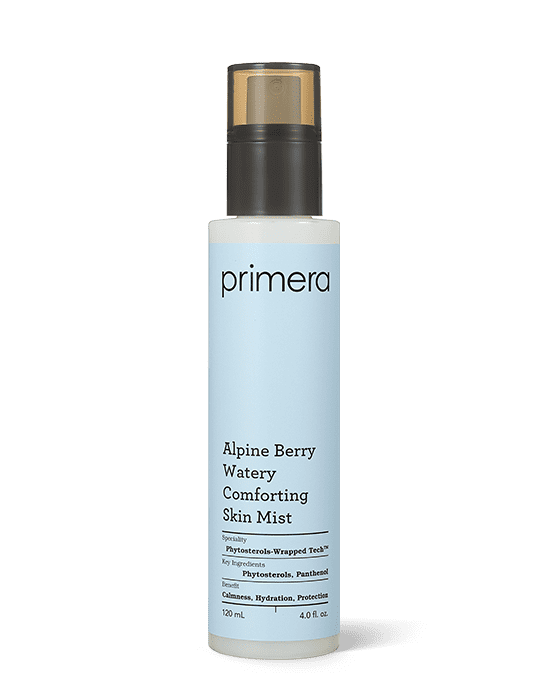 primera
Alpine Berry
Watery
Comforting
Skin Mist
Speciality
Phytosterols-Wrapped Tech™
Key Ingredients
Phytosterols, Panthenol
Benefit
Calmness, Hydration, Protection
120 mL 4.0 fl. oz.